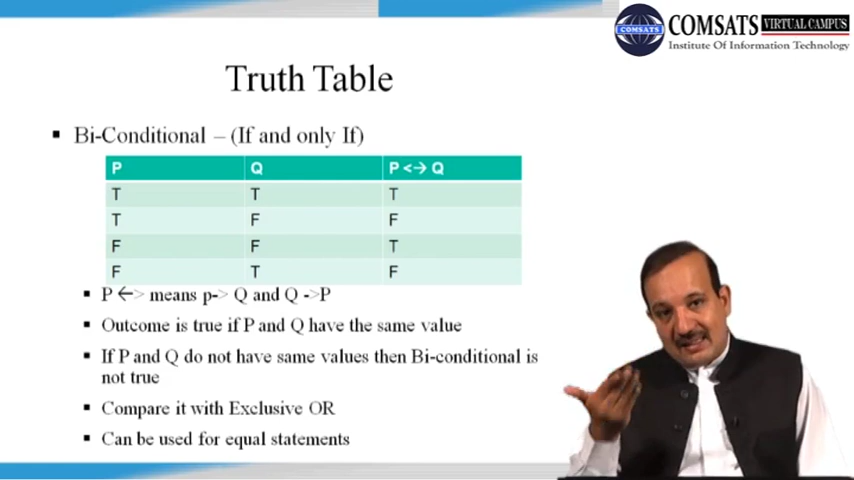 COMSATS VIRTUAL CAMPUS
Institute Of Information Technology
COMSATS
Truth Table
▪ Bi-Conditional – (If and only If)
P Q P <-> Q
T T T
T F F
F F T
F T F
▪ P <-> means p-> Q and Q ->P
▪ Outcome is true if P and Q have the same value
▪ If P and Q do not have same values then Bi-conditional is
not true
▪ Compare it with Exclusive OR
▪ Can be used for equal statements